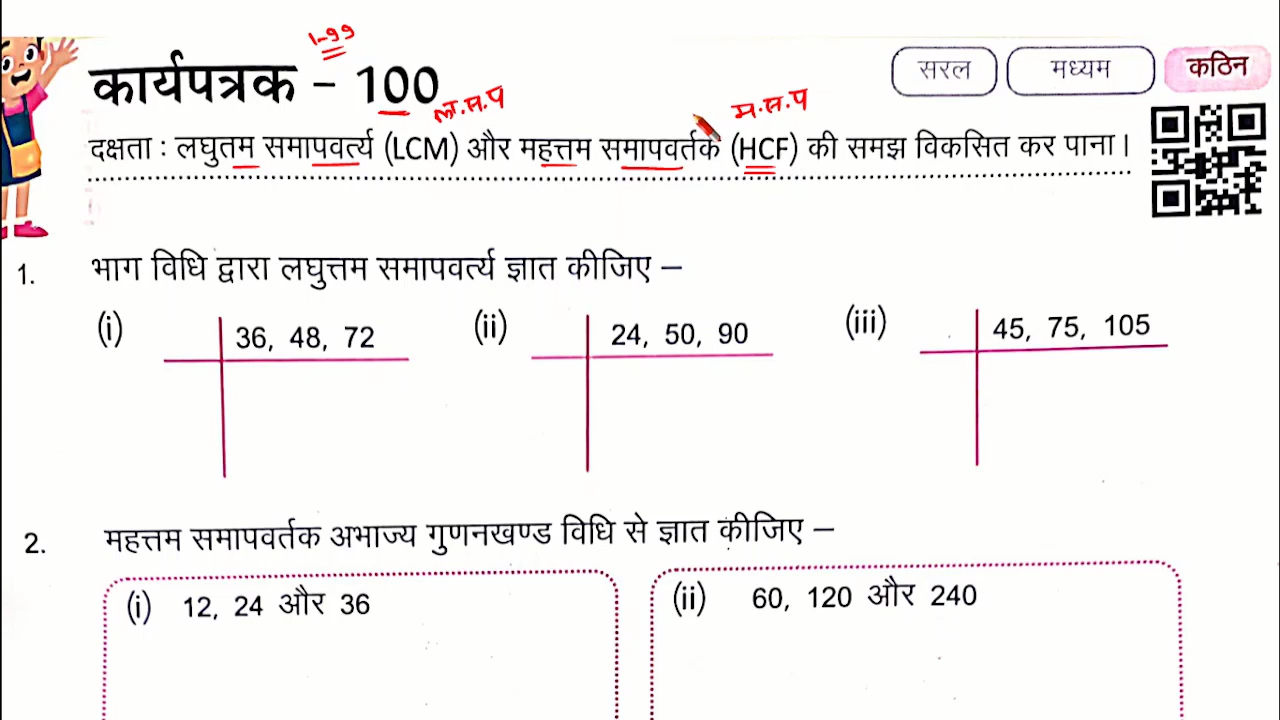 1-99
कार्यपत्रक – 100
सरल मध्यम कठिन
ल.स.प म.स.प
दक्षता : लघुतम समापवर्त्य (LCM) और महत्तम समापवर्तक (HCF) की समझ विकसित कर पाना।
1. भाग विधि द्वारा लघुत्तम समापवर्त्य ज्ञात कीजिए –
(i) 36, 48, 72 (ii) 24, 50, 90 (iii) 45, 75, 105
2. महत्तम समापवर्तक अभाज्य गुणनखण्ड विधि से ज्ञात कीजिए –
(i) 12, 24 और 36 (ii) 60, 120 और 240